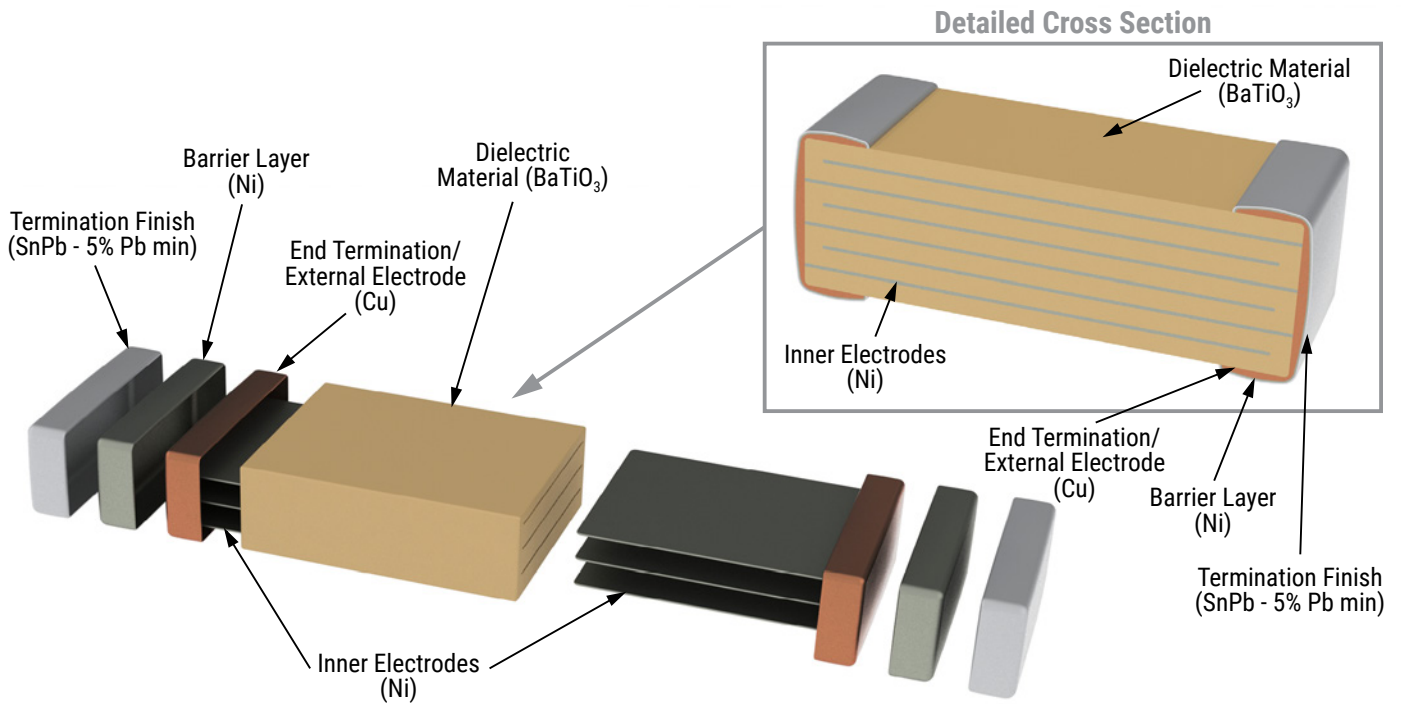 Detailed Cross Section
Dielectric Material
(BaTiO₃)
Inner Electrodes
(Ni)
End Termination/
External Electrode
(Cu)
Barrier Layer
(Ni)
Termination Finish
(SnPb - 5% Pb min)
Barrier Layer
(Ni)
Dielectric
Material (BaTiO₃)
Termination Finish
(SnPb - 5% Pb min)
End Termination/
External Electrode
(Cu)
Inner Electrodes
(Ni)